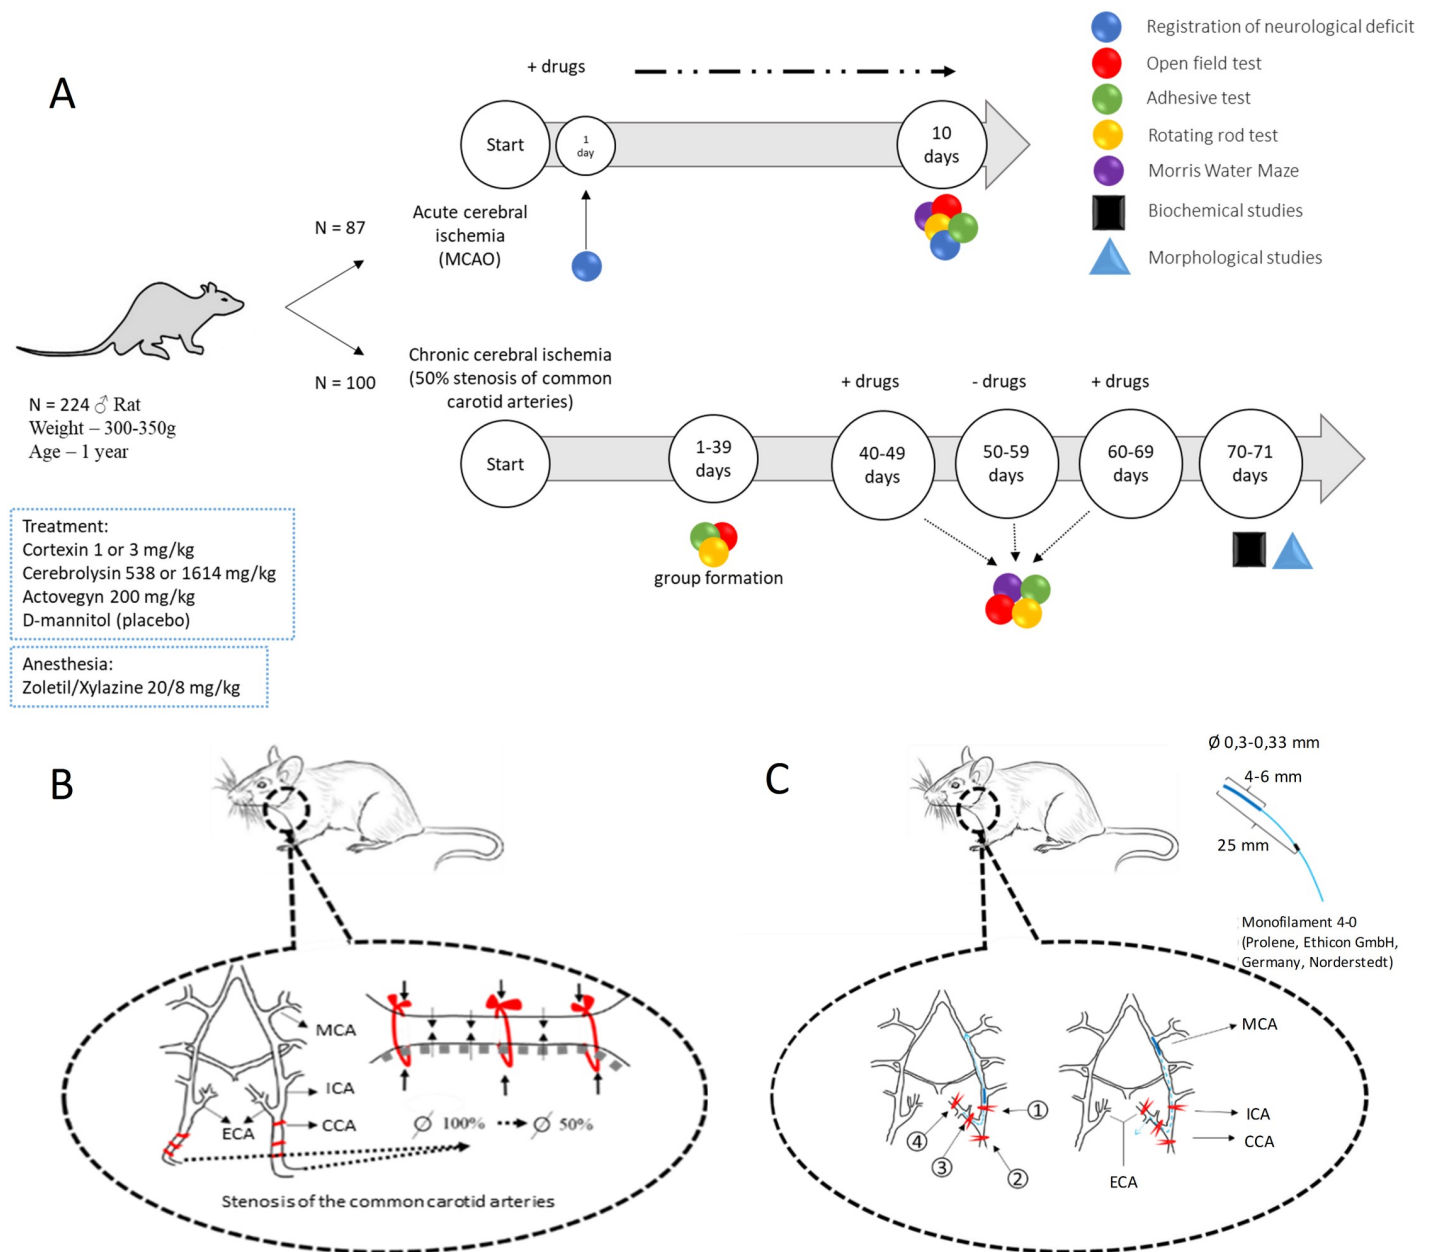 A
+ drugs
Start
1
day
10
days
Registration of neurological deficit
Open field test
Adhesive test
Rotating rod test
Morris Water Maze
Biochemical studies
Morphological studies
N = 87
Acute cerebral
ischemia
(MCAO)
N = 100
Chronic cerebral ischemia
(50% stenosis of common
carotid arteries)
+ drugs
- drugs
+ drugs
N = 224 ♂ Rat
Weight – 300-350g
Age – 1 year
Start
1-39
days
40-49
days
50-59
days
60-69
days
70-71
days
group formation
Treatment:
Cortexin 1 or 3 mg/kg
Cerebrolysin 538 or 1614 mg/kg
Actovegyn 200 mg/kg
D-mannitol (placebo)
Anesthesia:
Zoletil/Xylazine 20/8 mg/kg
B
MCA
ICA
CCA
ECA
∅ 100%
∅ 50%
Stenosis of the common carotid arteries
C
Ø 0,3-0,33 mm
4-6 mm
25 mm
Monofilament 4-0
(Prolene, Ethicon GmbH,
Germany, Norderstedt)
MCA
ICA
CCA
ECA
①
②
③
④